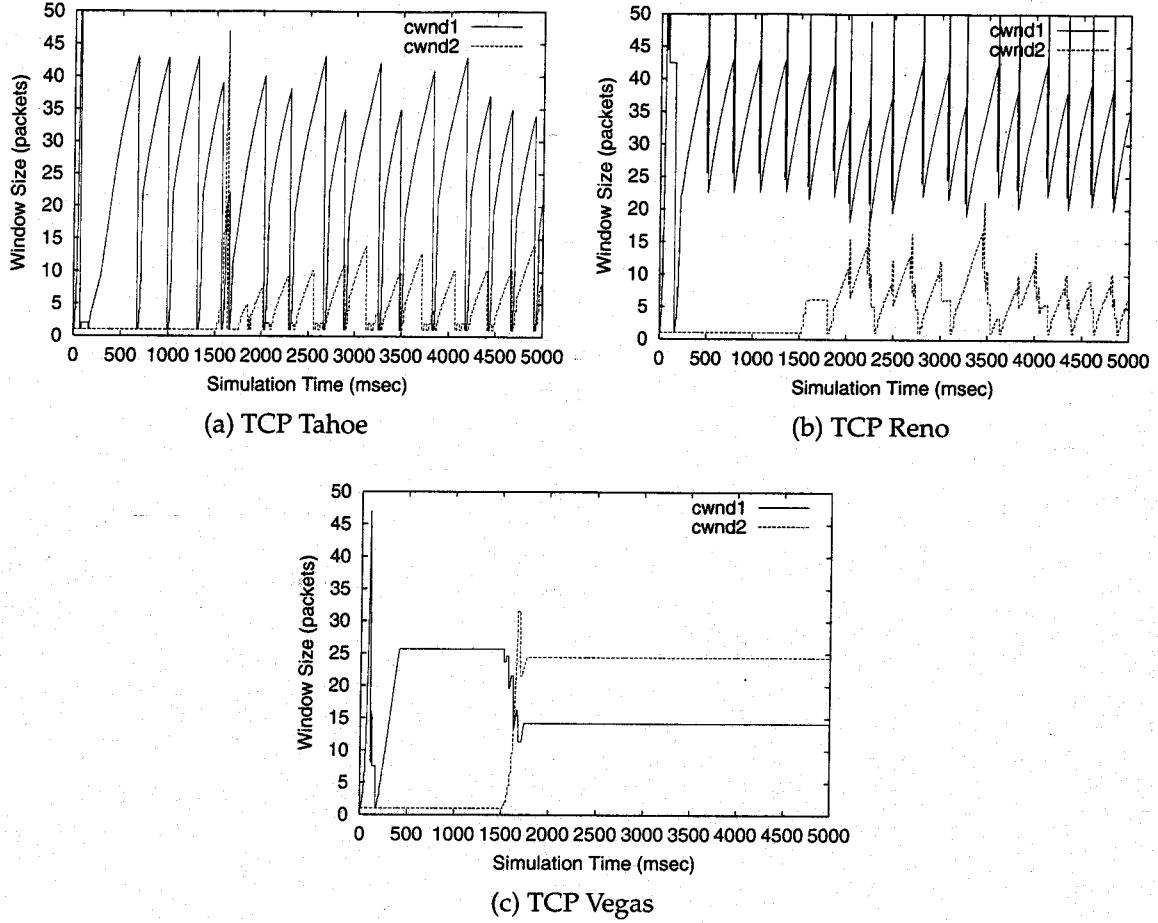 50
45
40
35
30
25
20
15
10
5
0
Window Size (packets)
cwnd1
cwnd2
0 500 1000 1500 2000 2500 3000 3500 4000 4500 5000
Simulation Time (msec)
(a) TCP Tahoe
50
45
40
35
30
25
20
15
10
5
0
Window Size (packets)
cwnd1
cwnd2
0 500 1000 1500 2000 2500 3000 3500 4000 4500 5000
Simulation Time (msec)
(b) TCP Reno
50
45
40
35
30
25
20
15
10
5
0
Window Size (packets)
cwnd1
cwnd2
0 500 1000 1500 2000 2500 3000 3500 4000 4500 5000
Simulation Time (msec)
(c) TCP Vegas